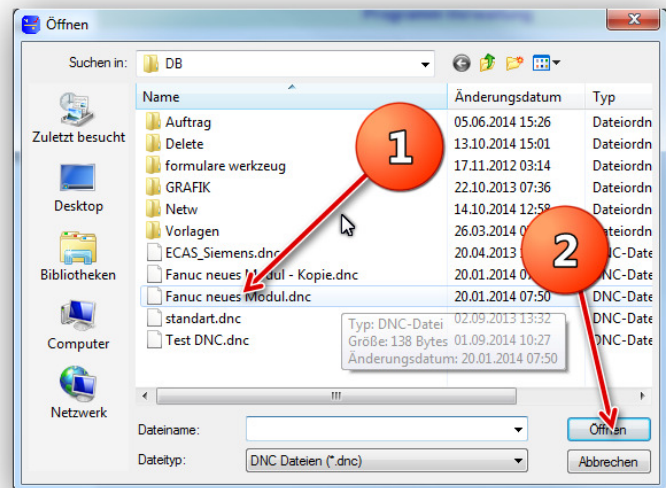 Programm Verwaltung
Öffnen
Suchen in: DB
Name Änderungsdatum Typ
Zuletzt besucht
Desktop
Bibliotheken
Computer
Netzwerk
Auftrag 05.06.2014 15:26 Dateiordn
Delete 13.10.2014 15:01 Dateiordn
formulare werkzeug 17.11.2012 03:14 Dateiordn
GRAFIK 22.10.2013 07:36 Dateiordn
Netw 14.10.2014 12:58 Dateiordn
Vorlagen 26.03.2014 Dateiordn
ECAS_Siemens.dnc 20.04.2013 DNC-Date
Fanuc neues Modul - Kopie.dnc 20.01.2014 DNC-Date
Fanuc neues Modul.dnc 20.01.2014 07:50 DNC-Date
standart.dnc 02.09.2013 13:32 DNC-Date
Test DNC.dnc 01.09.2014 10:27 DNC-Date
Typ: DNC-Datei
Größe: 138 Bytes
Änderungsdatum: 20.01.2014 07:50
1
2
Dateiname: Öffnen
Dateityp: DNC Dateien (*.dnc) Abbrechen